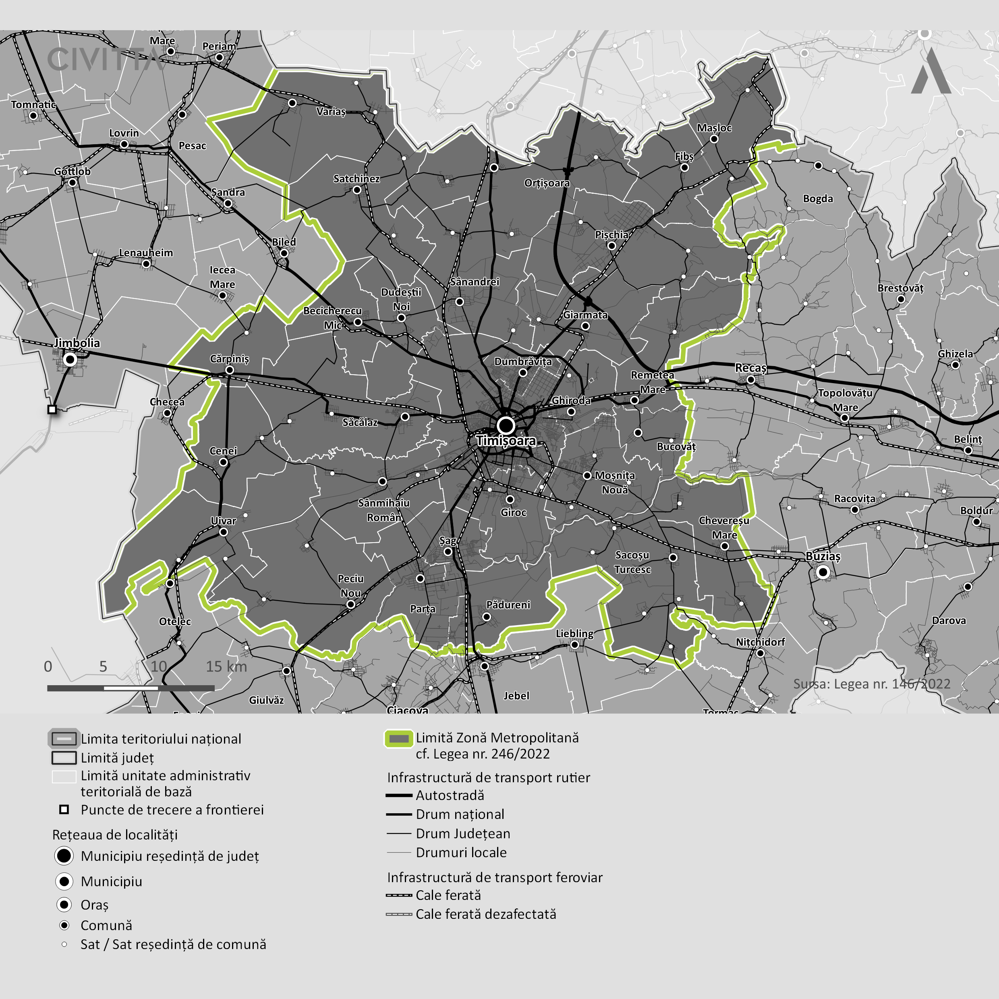 Mare
Periam
CIVITTA
Tomnatic
Variaș
Lovrin
Mașloc
Pesac
Fibș
Gottlob
Satchinez
Orțișoara
Șandra
Bogda
Pișchia
Biled
Lenauheim
Iecea
Mare
Sânandrei
Brestovăț
Dudeștii
Noi
Becicherecu
Mic
Giarmata
Jimbolia
Ghizela
Cărpiniș
Dumbrăvița
Recaș
Remetea
Mare
Topolovățu
Mare
Checea
Ghiroda
Săcălaz
Timișoara
Belinț
Bucovăț
Cenei
Moșnița
Nouă
Racovița
Sânmihaiu
Român
Giroc
Boldur
Uivar
Chevereșu
Mare
Șag
Sacoșu
Turcesc
Buziaș
Peciu
Nou
Parța
Pădureni
Otelec
Darova
Liebling
Nițchidorf
0 5 10 15 km
Sursa: Legea nr. 146/2022
Giulvăz
Jebel
Ciacova
Tormac
Limita teritoriului național
Limită județ
Limită unitate administrativ
teritorială de bază
Puncte de trecere a frontierei
Rețeaua de localități
Municipiu reședință de județ
Municipiu
Oraș
Comună
Sat / Sat reședință de comună
Limită Zonă Metropolitană
cf. Legea nr. 246/2022
Infrastructură de transport rutier
Autostradă
Drum național
Drum Județean
Drumuri locale
Infrastructură de transport feroviar
Cale ferată
Cale ferată dezafectată